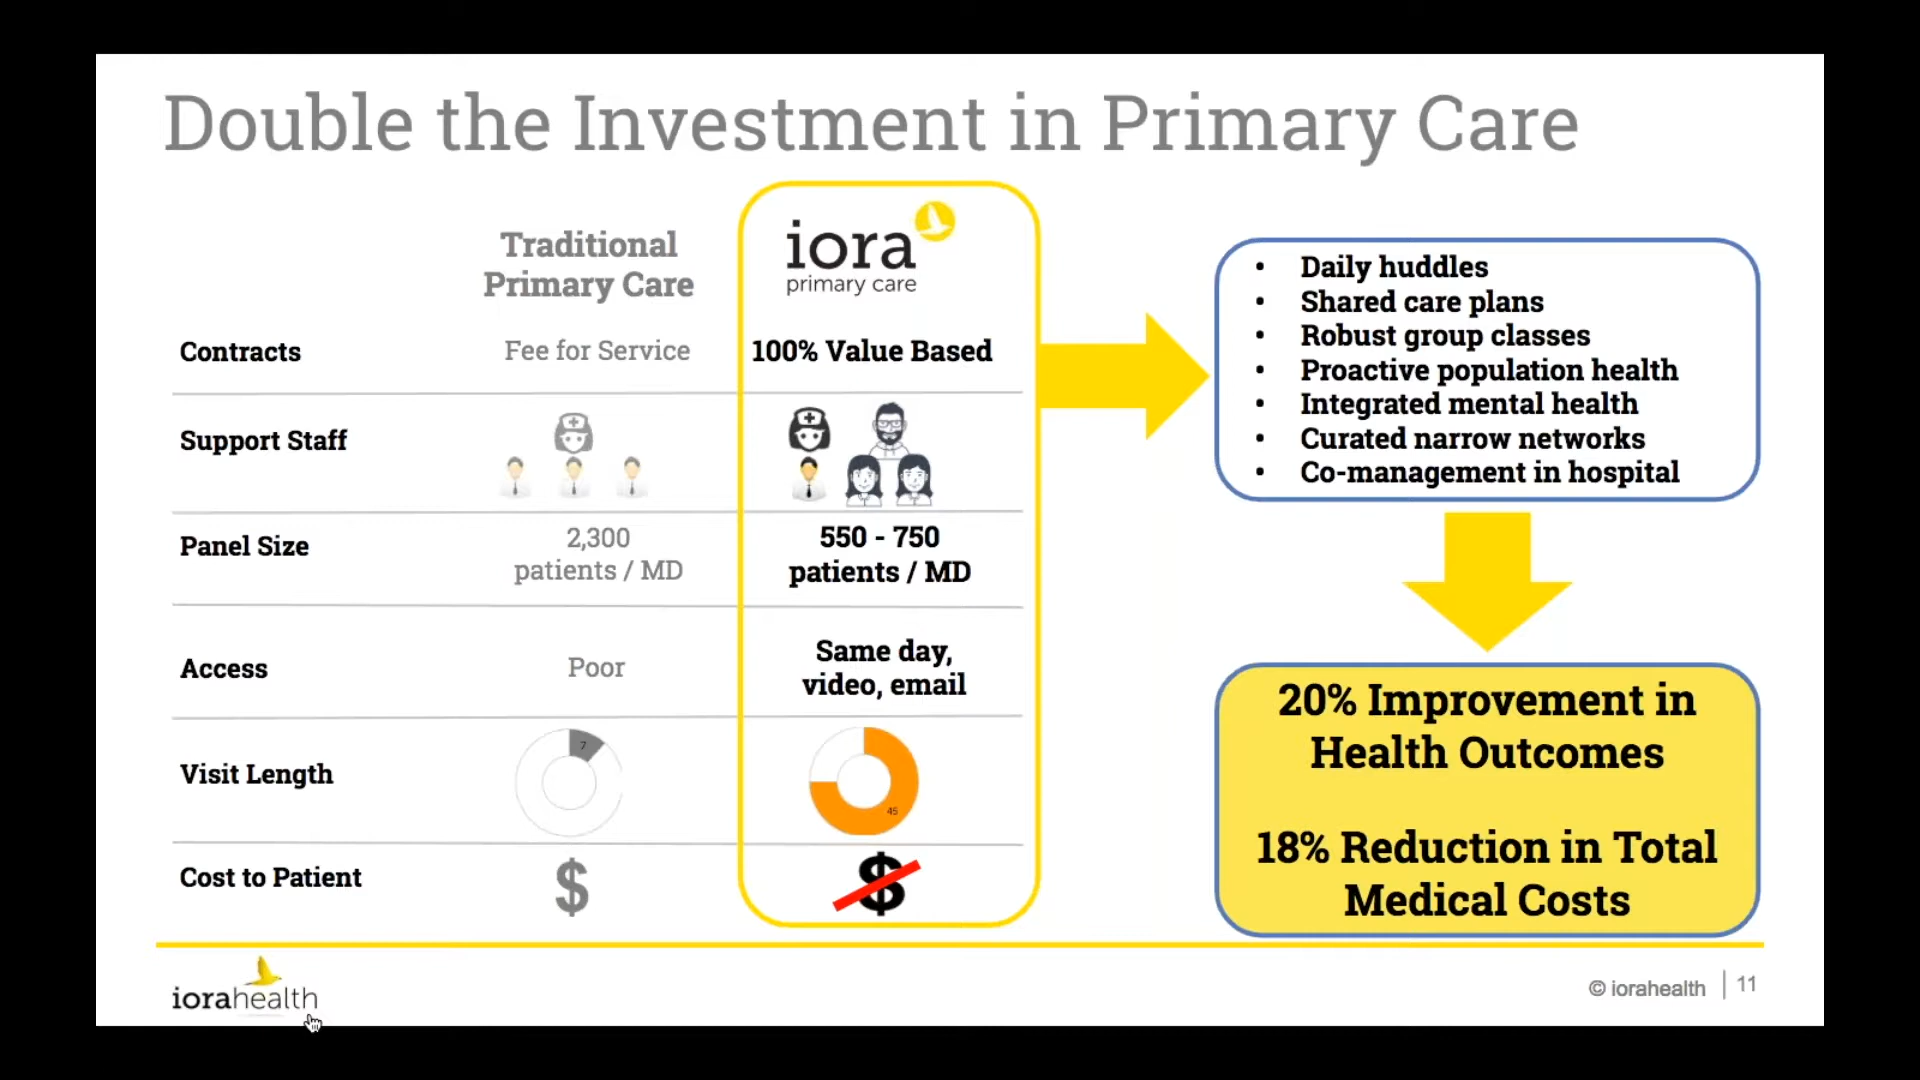 Double the Investment in Primary Care
Traditional
Primary Care
iora
primary care
Contracts
Fee for Service
100% Value Based
Support Staff
Panel Size
2,300
patients / MD
550 - 750
patients / MD
Access
Poor
Same day,
video, email
Visit Length
7
45
Cost to Patient
$
$
• Daily huddles
• Shared care plans
• Robust group classes
• Proactive population health
• Integrated mental health
• Curated narrow networks
• Co-management in hospital
20% Improvement in
Health Outcomes
18% Reduction in Total
Medical Costs
iorahealth
© iorahealth | 11